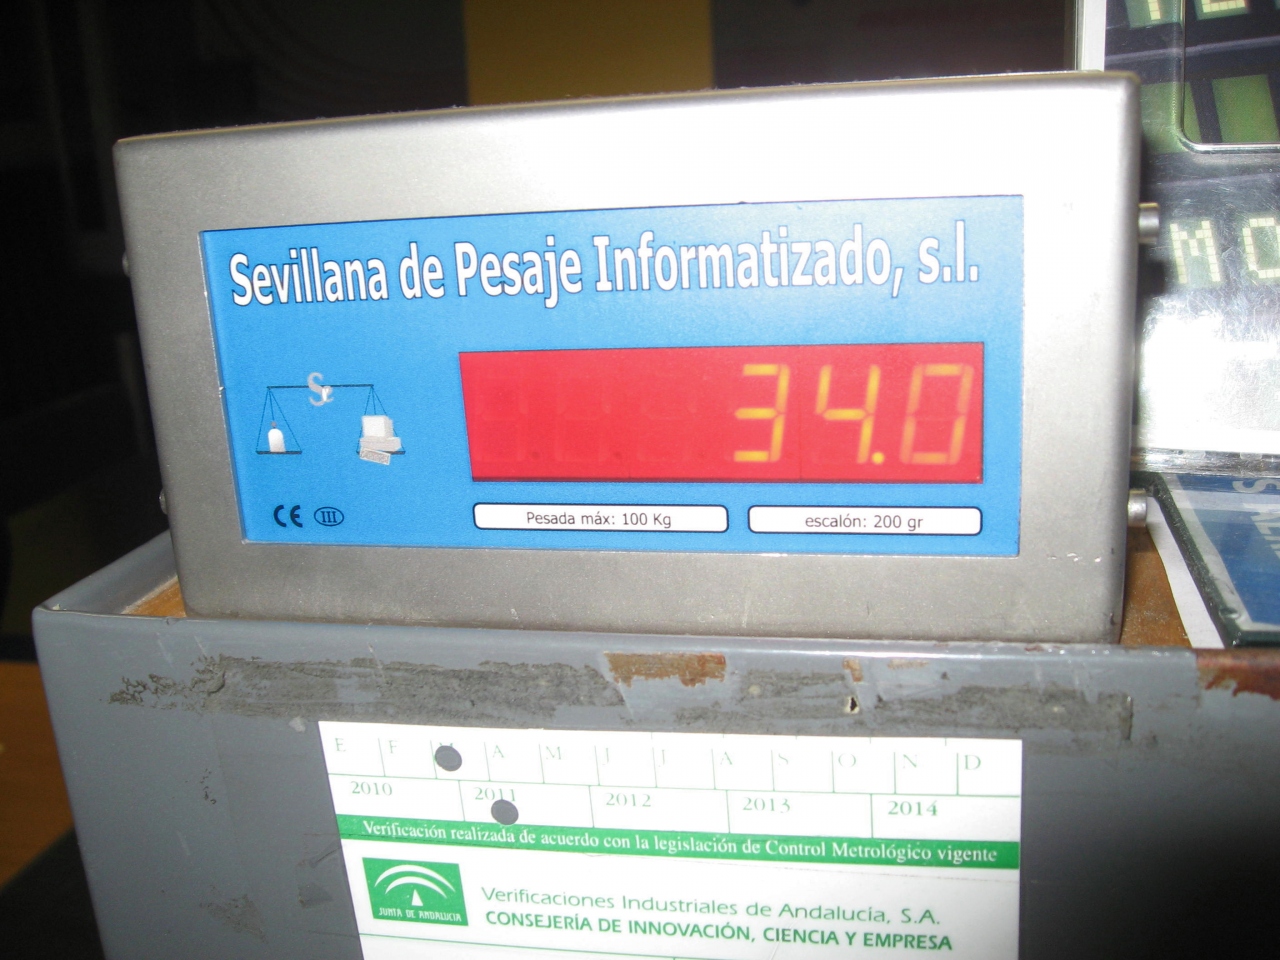 Sevillana de Pesaje Informatizado, s.l.
34.0
CE III
Pesada máx: 100 Kg
escalón: 200 gr
E F M A M J J A S O N D
2010 2011 2012 2013 2014
Verificación realizada de acuerdo con la legislación de Control Metrológico vigente
JUNTA DE ANDALUCIA
Verificaciones Industriales de Andalucía, S.A.
CONSEJERÍA DE INNOVACIÓN, CIENCIA Y EMPRESA